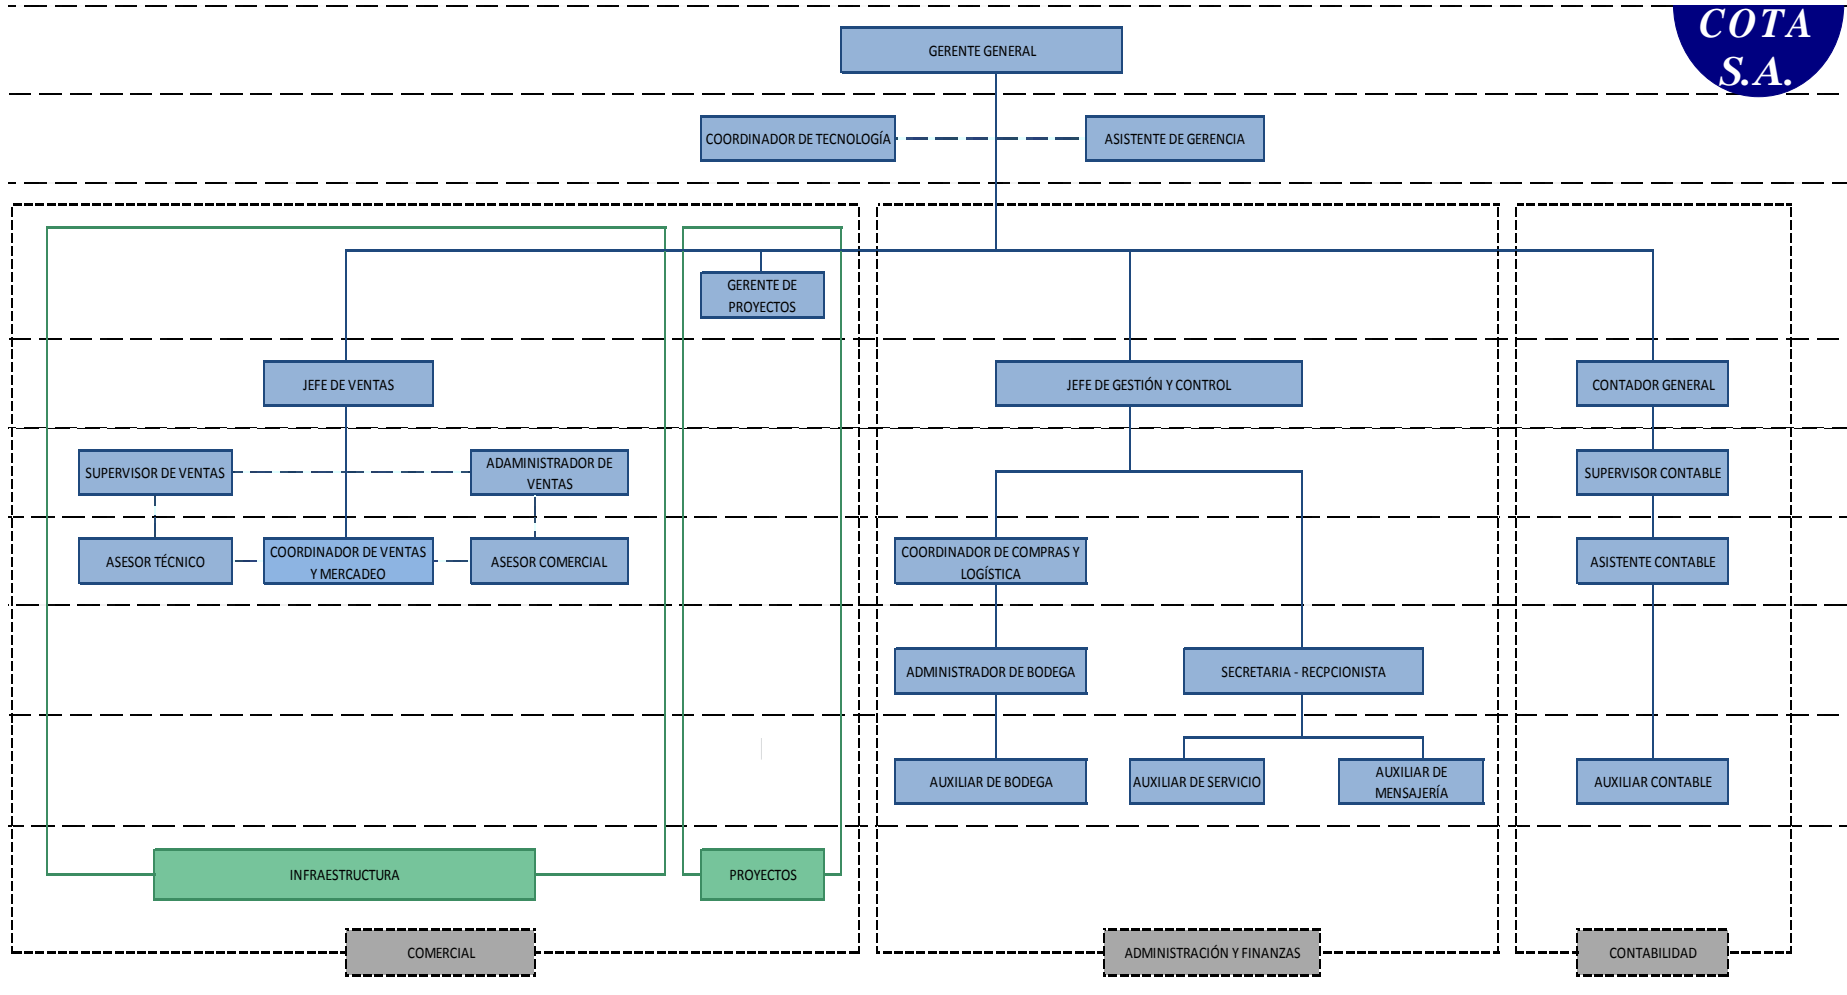 COTA
S.A.
GERENTE GENERAL
COORDINADOR DE TECNOLOGÍA
ASISTENTE DE GERENCIA
GERENTE DE
PROYECTOS
JEFE DE VENTAS
JEFE DE GESTIÓN Y CONTROL
CONTADOR GENERAL
SUPERVISOR DE VENTAS
ADAMINISTRADOR DE
VENTAS
SUPERVISOR CONTABLE
ASESOR TÉCNICO
COORDINADOR DE VENTAS
Y MERCADEO
ASESOR COMERCIAL
COORDINADOR DE COMPRAS Y
LOGÍSTICA
ASISTENTE CONTABLE
ADMINISTRADOR DE BODEGA
SECRETARIA - RECPCIONISTA
AUXILIAR DE BODEGA
AUXILIAR DE SERVICIO
AUXILIAR DE
MENSAJERÍA
AUXILIAR CONTABLE
INFRAESTRUCTURA
PROYECTOS
COMERCIAL
ADMINISTRACIÓN Y FINANZAS
CONTABILIDAD